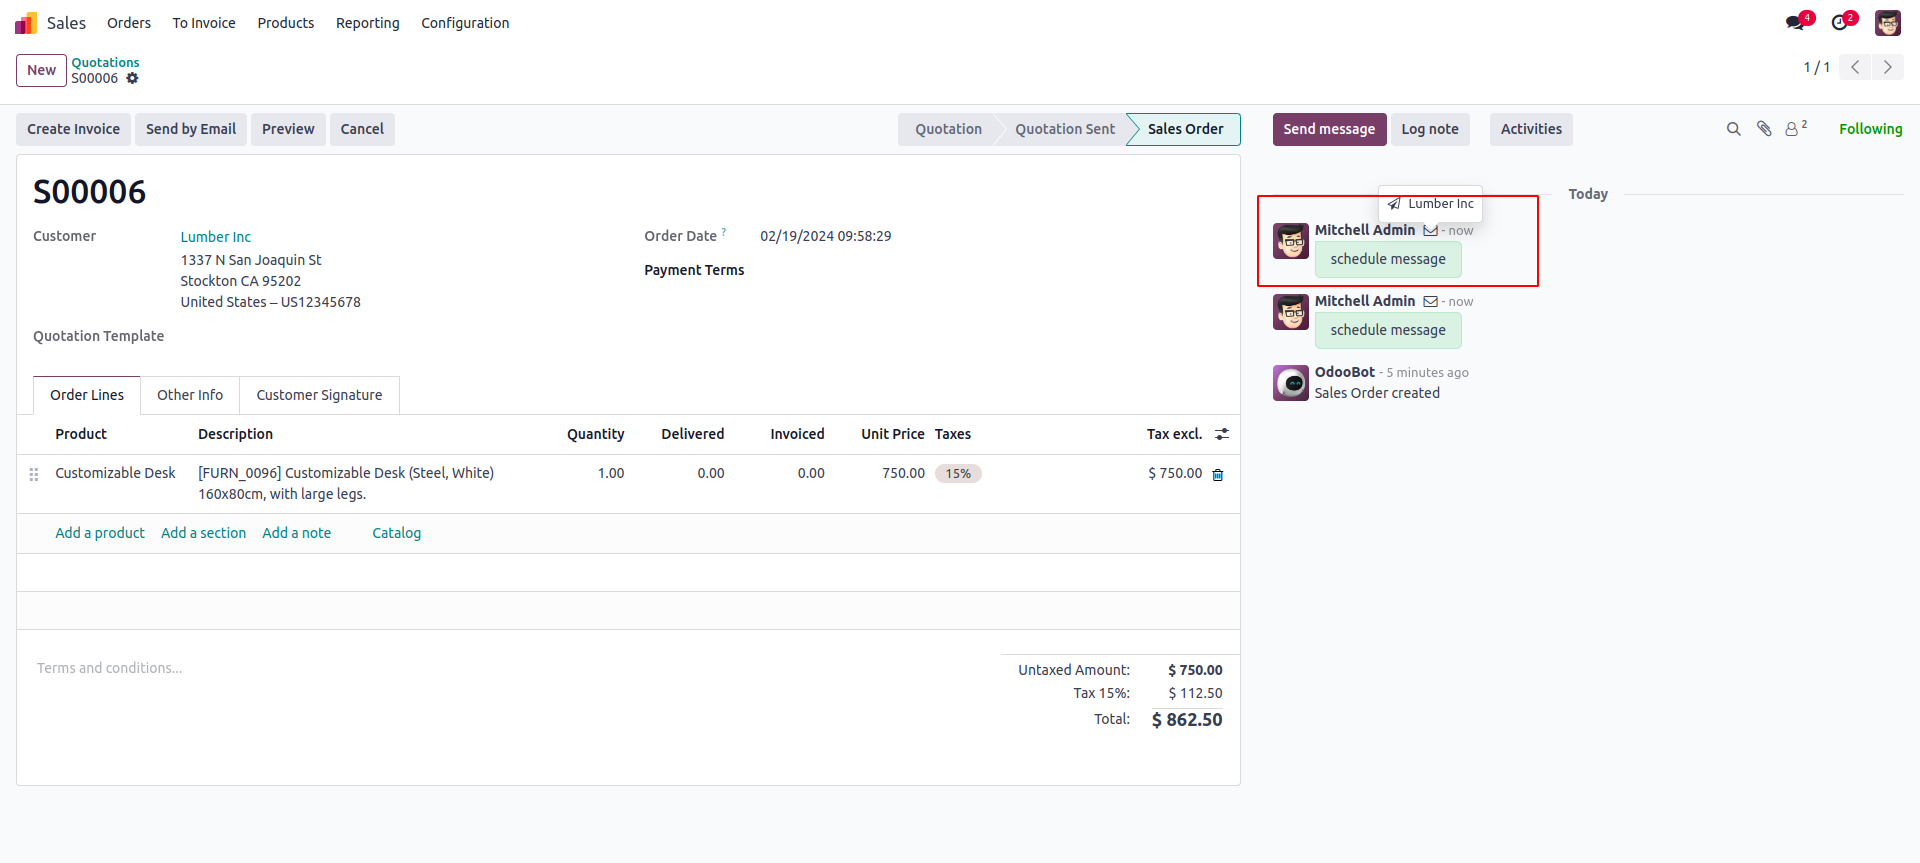 Sales Orders To Invoice Products Reporting Configuration 4 2
New Quotations
S00006
1 / 1
Create Invoice Send by Email Preview Cancel Quotation Quotation Sent Sales Order Send message Log note Activities 2 Following
S00006
Today
Lumber Inc
Customer Lumber Inc Order Date ? 02/19/2024 09:58:29
1337 N San Joaquin St
Stockton CA 95202
United States – US12345678
Payment Terms
Quotation Template
Mitchell Admin - now
schedule message
Mitchell Admin - now
schedule message
OdooBot - 5 minutes ago
Sales Order created
Order Lines Other Info Customer Signature
Product Description Quantity Delivered Invoiced Unit Price Taxes Tax excl.
Customizable Desk [FURN_0096] Customizable Desk (Steel, White) 1.00 0.00 0.00 750.00 15% $ 750.00
160x80cm, with large legs.
Add a product Add a section Add a note Catalog
Terms and conditions...
Untaxed Amount: $ 750.00
Tax 15%: $ 112.50
Total: $ 862.50